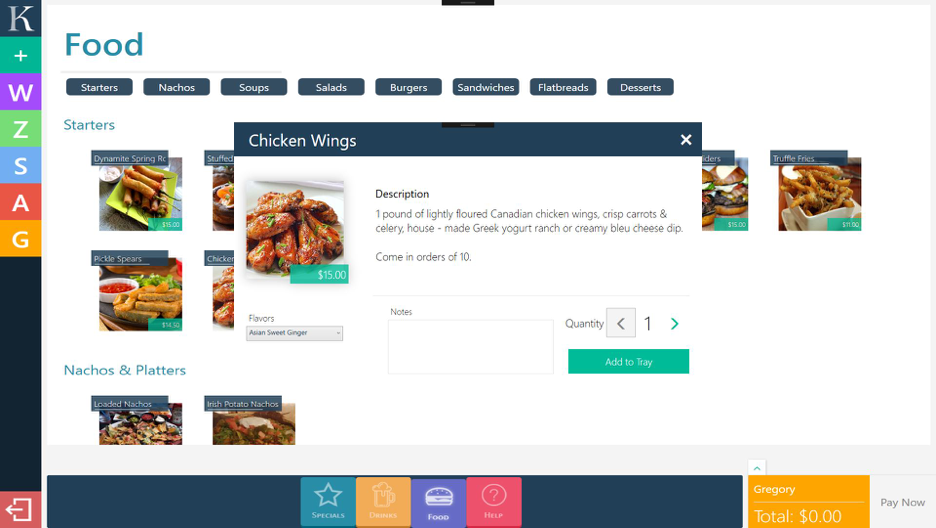 K
Food
+
W
Z
S
A
G
Starters
Nachos
Soups
Salads
Burgers
Sandwiches
Flatbreads
Desserts
Starters
Dynamite Spring Ro
Stuffed
iders
Truffle Fries
$15.00
$15.00
$11.00
Chicken Wings
×
$15.00
Description
1 pound of lightly floured Canadian chicken wings, crisp carrots &
celery, house - made Greek yogurt ranch or creamy bleu cheese dip.
Come in orders of 10.
Pickle Spears
Chicken
$14.50
Flavors
Asian Sweet Ginger
Notes
Quantity
1
Add to Tray
Nachos & Platters
Loaded Nachos
Irish Potato Nachos
Specials
Drinks
Food
?
Help
Gregory
Total: $0.00
Pay Now